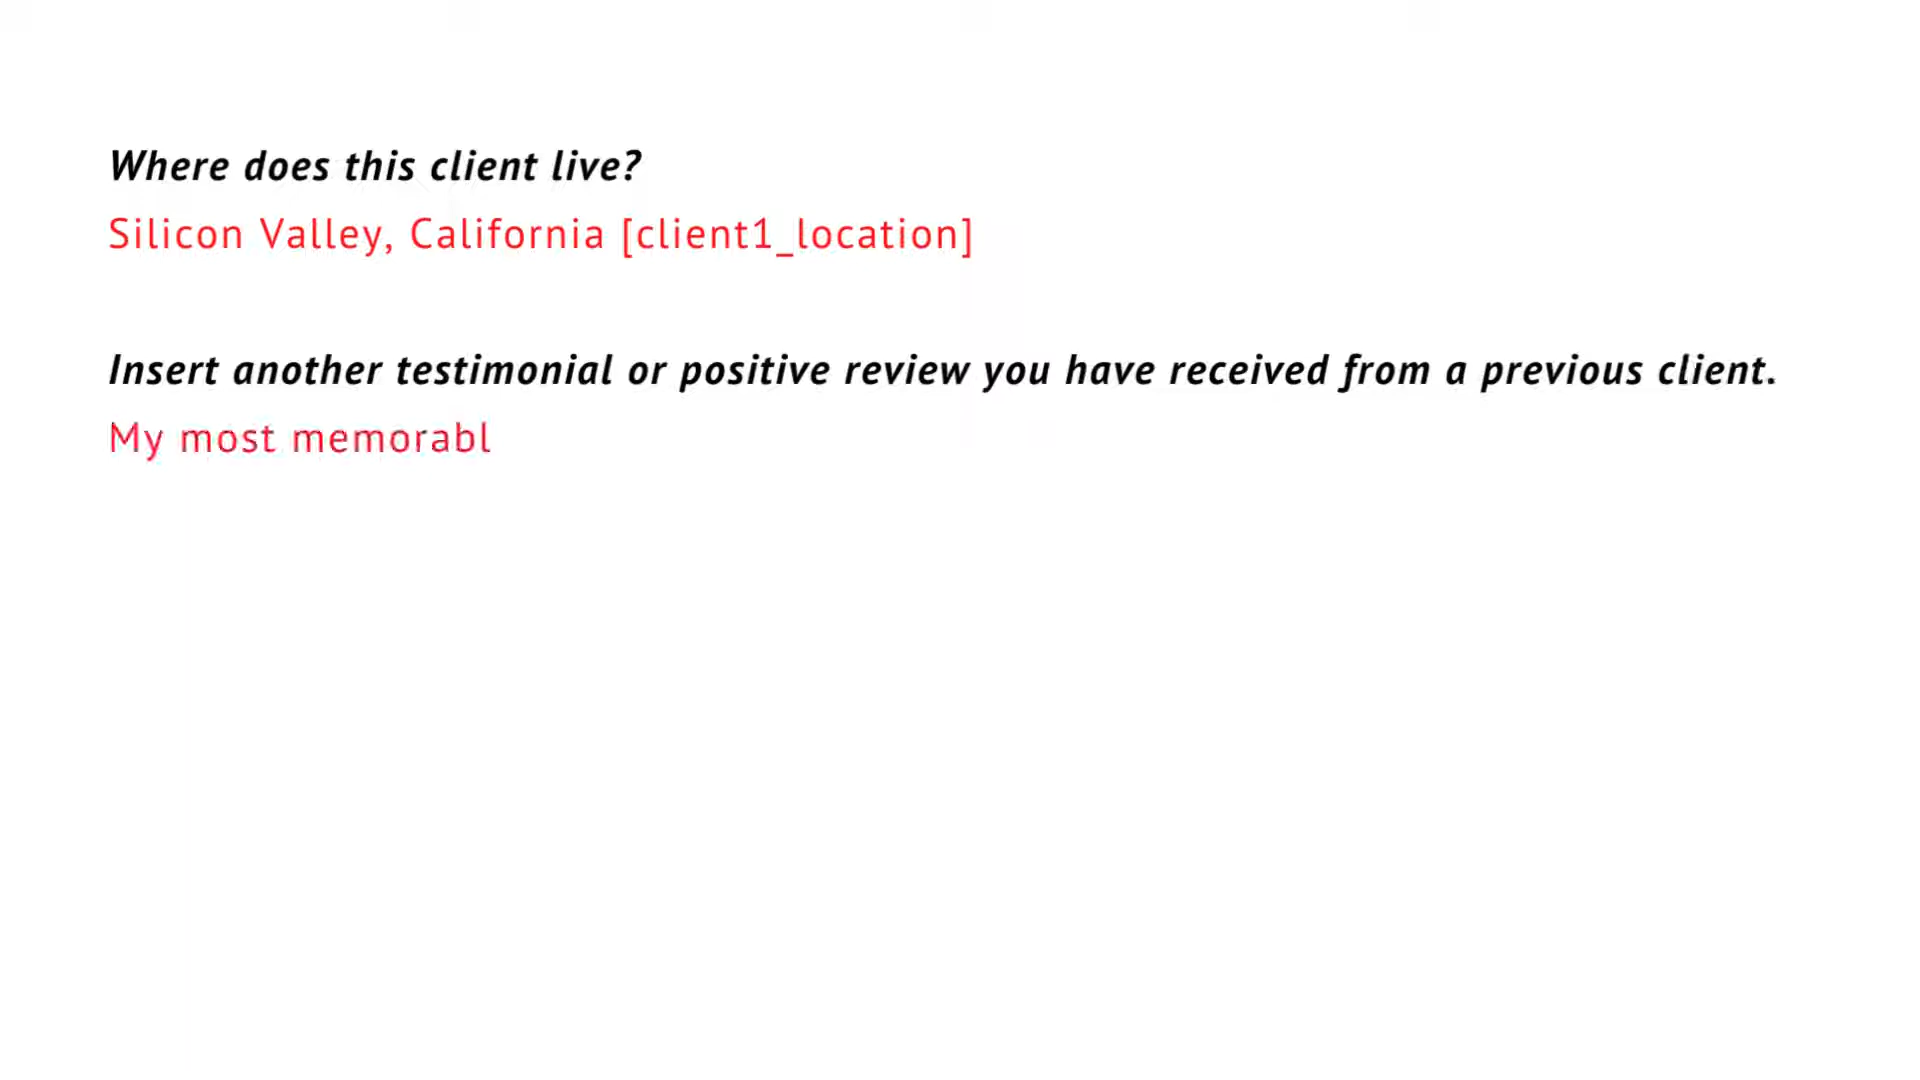 Where does this client live?
Silicon Valley, California [client1_location]
Insert another testimonial or positive review you have received from a previous client.
My most memorabl